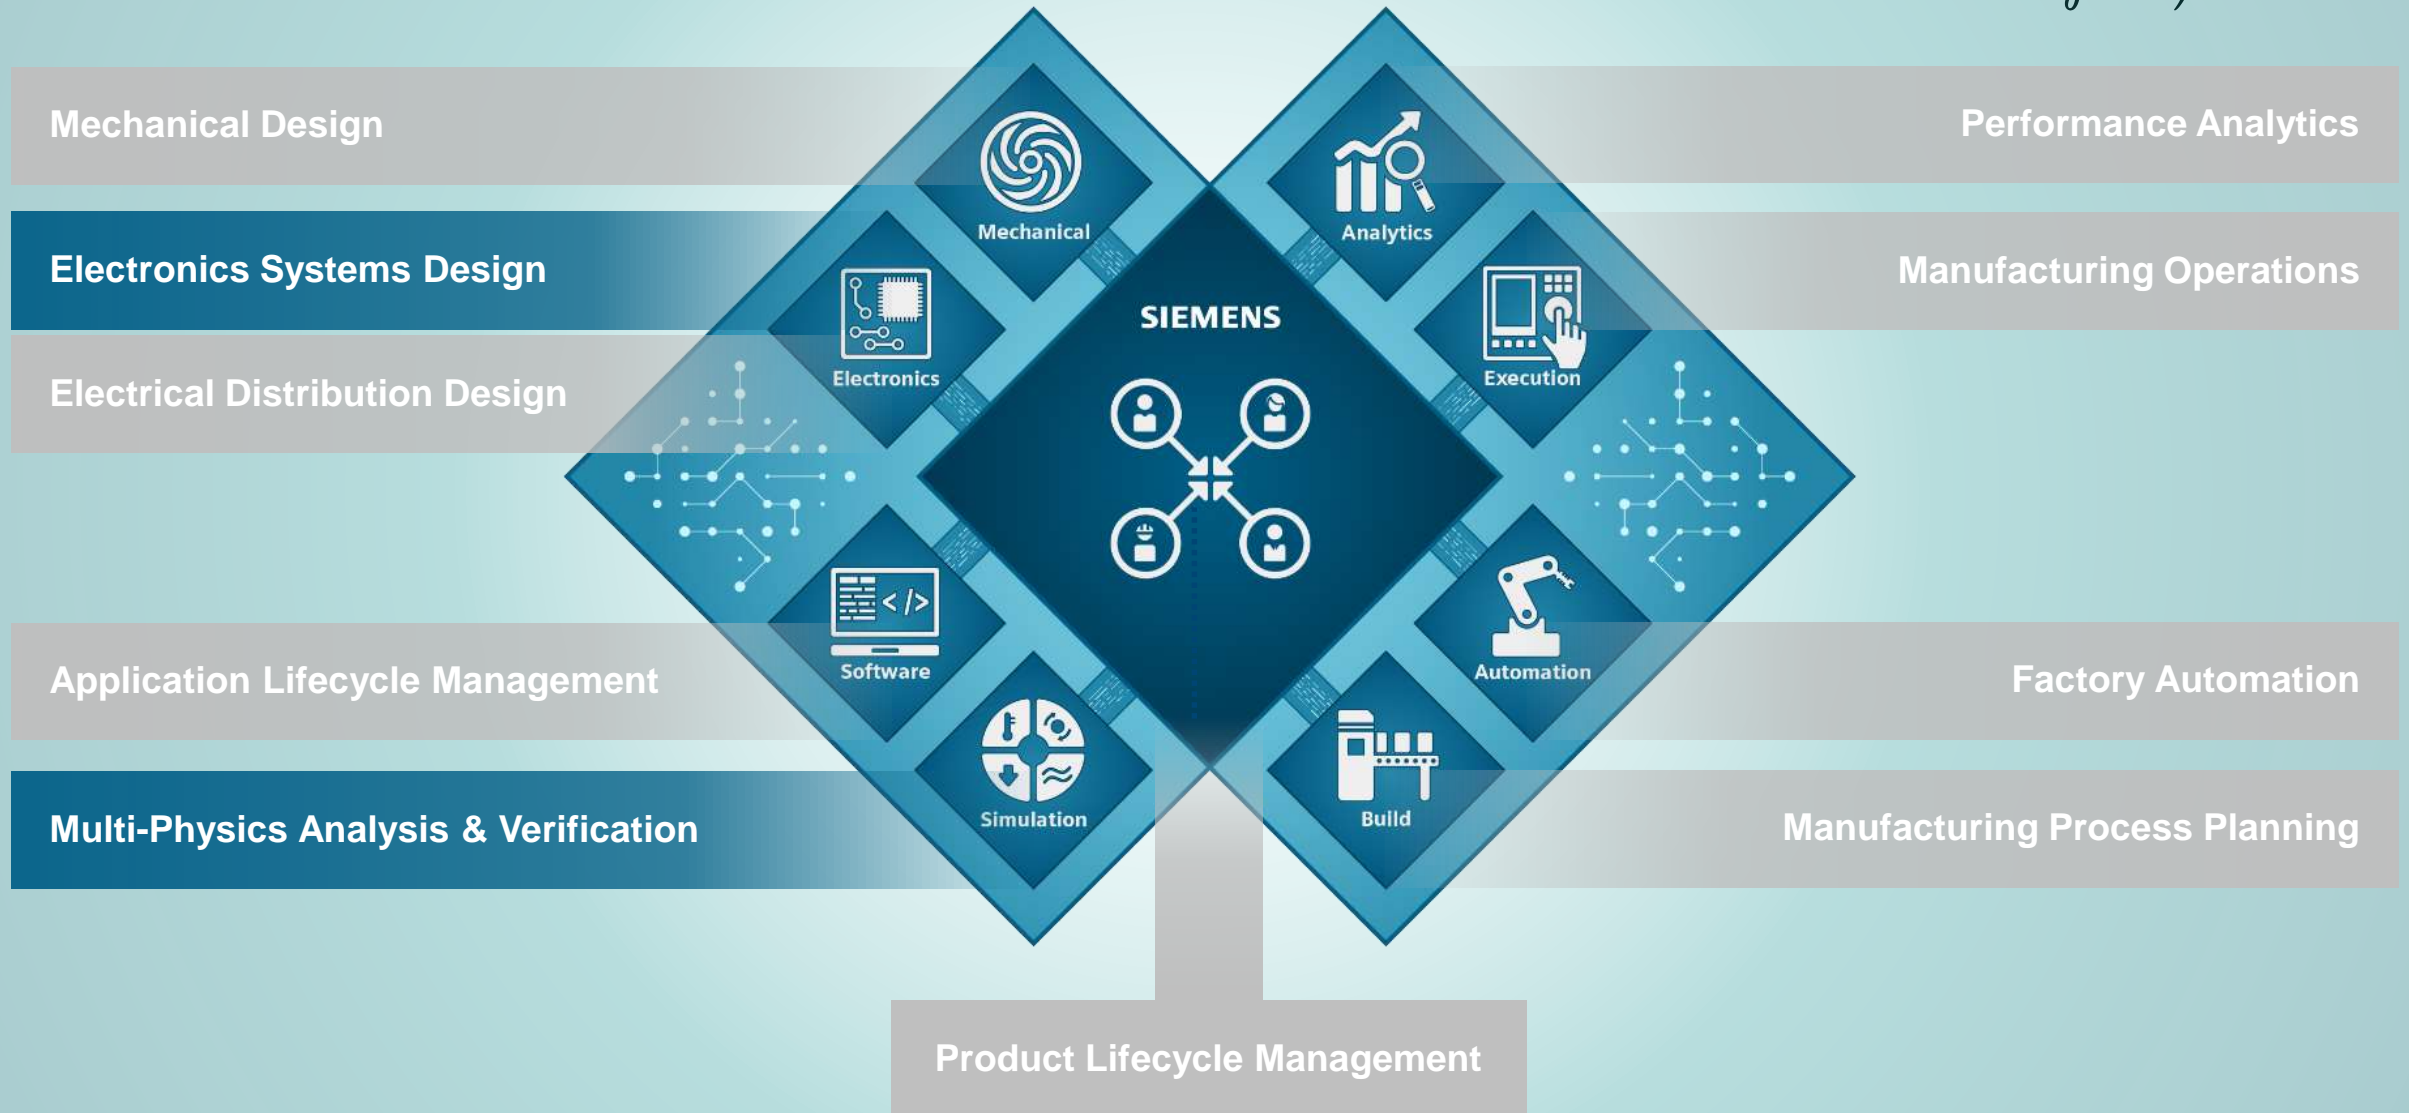 Mechanical Design
Performance Analytics
Mechanical
Analytics
Electronics Systems Design
Manufacturing Operations
SIEMENS
Electronics
Execution
Electrical Distribution Design
Application Lifecycle Management
Software
Automation
Factory Automation
Multi-Physics Analysis & Verification
Simulation
Build
Manufacturing Process Planning
Product Lifecycle Management